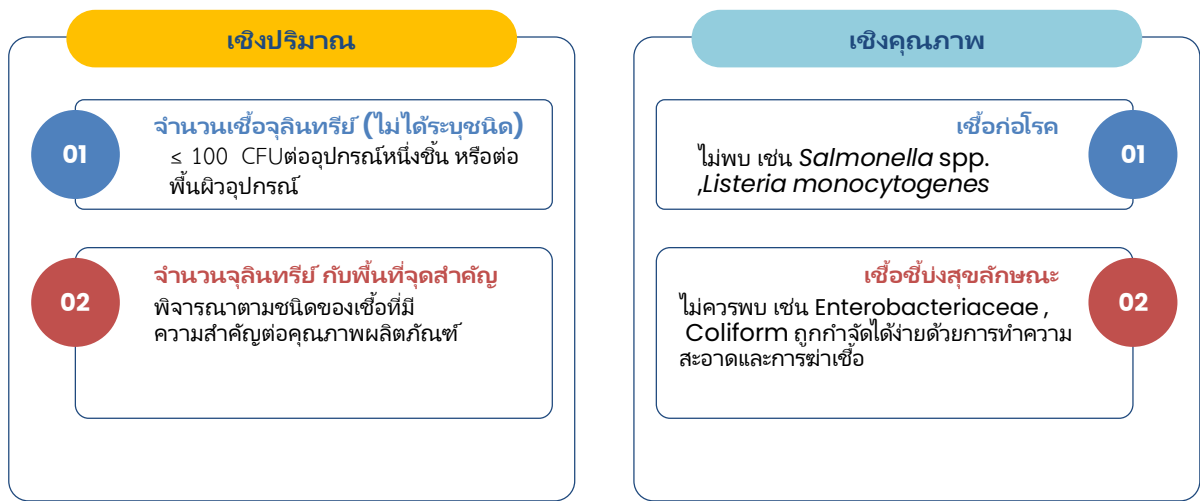 เชิงปริมาณ
01
จำนวนเชื้อจุลินทรีย์ (ไม่ได้ระบุชนิด)
≤ 100 CFUต่ออุปกรณ์หนึ่งชิ้น หรือต่อ
พื้นผิวอุปกรณ์
02
จำนวนจุลินทรีย์ กับพื้นที่จุดสำคัญ
พิจารณาตามชนิดของเชื้อที่มี
ความสำคัญต่อคุณภาพผลิตภัณฑ์
เชิงคุณภาพ
เชื้อก่อโรค
01
ไม่พบ เช่น Salmonella spp.
,Listeria monocytogenes
เชื้อชี้บ่งสุขลักษณะ
02
ไม่ควรพบ เช่น Enterobacteriaceae ,
Coliform ถูกกำจัดได้ง่ายด้วยการทำความ
สะอาดและการฆ่าเชื้อ